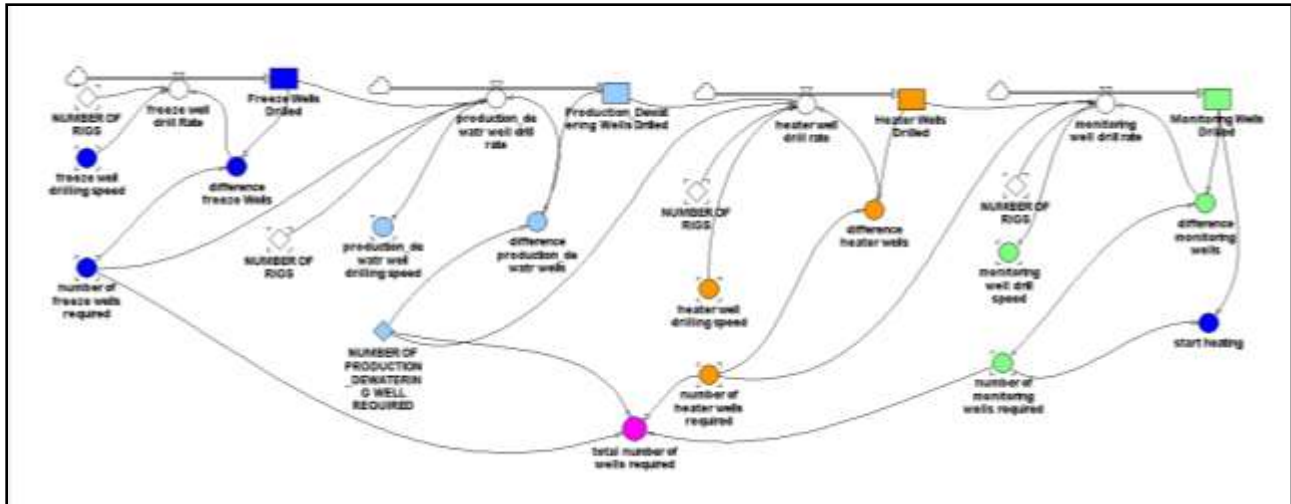 Freeze Wells
Drilled
freeze well
drill Rate
NUMBER OF
RIGS
freeze well
drilling speed
difference
freeze Wells
number of
freeze wells
required
production_de
watr well drill
rate
Production_Dewat
ering Wells Drilled
NUMBER OF
RIGS
production_de
watr well
drilling speed
difference
production_de
watr wells
NUMBER OF
PRODUCTION
_DEWATERIN
G WELL
REQUIRED
heater well
drill rate
Heater Wells
Drilled
NUMBER OF
RIGS
difference
heater wells
heater well
drilling speed
number of
heater wells
required
total number of
wells required
monitoring
well drill rate
Monitoring Wells
Drilled
NUMBER OF
RIGS
difference
monitoring
wells
monitoring
well drill
speed
start heating
number of
monitoring
wells required